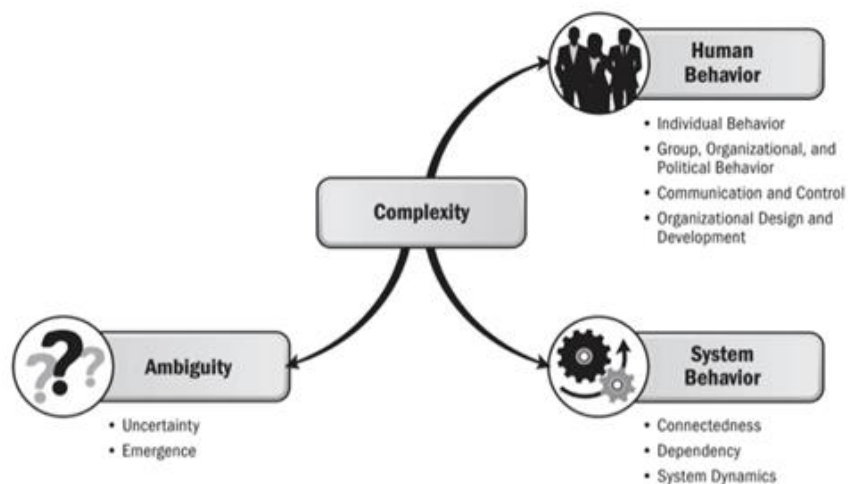 Human
Behavior
• Individual Behavior
• Group, Organizational, and
Political Behavior
• Communication and Control
• Organizational Design and
Development
Complexity
Ambiguity
• Uncertainty
• Emergence
System
Behavior
• Connectedness
• Dependency
• System Dynamics